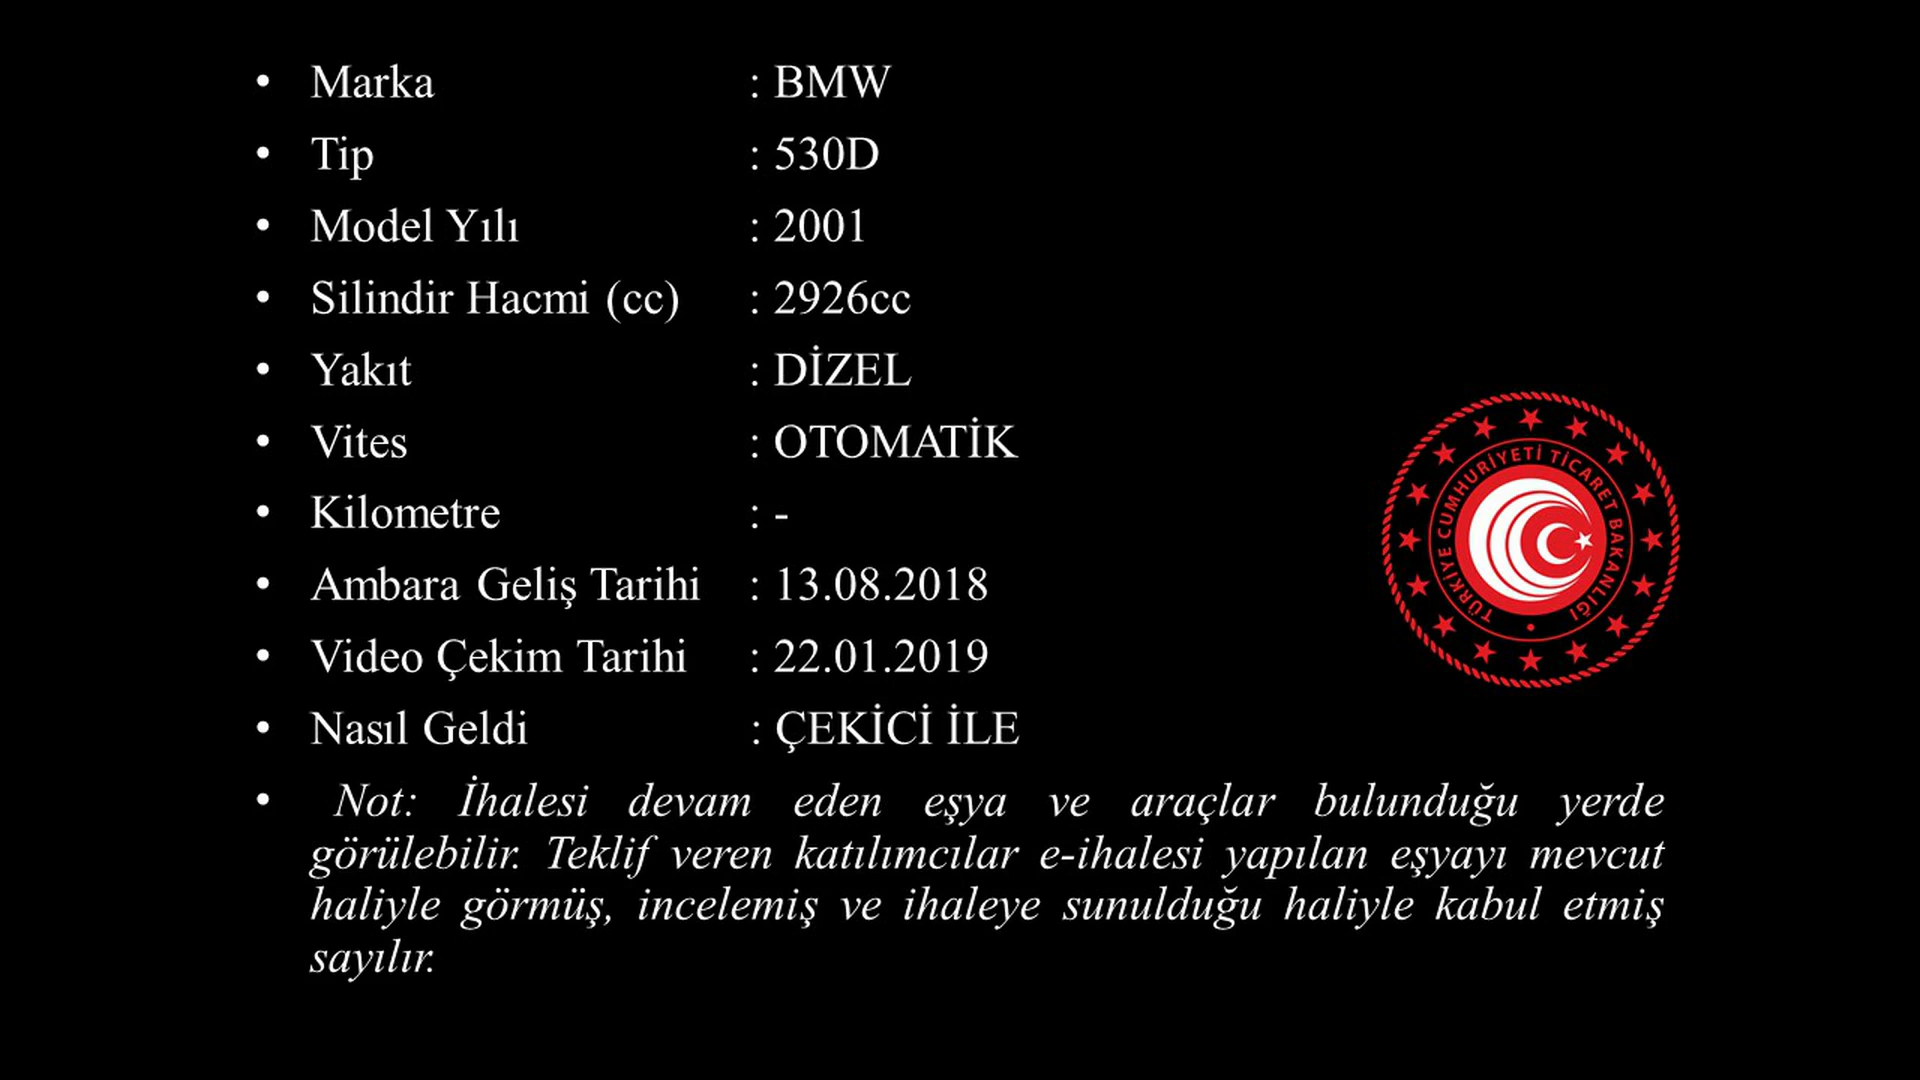 • Marka : BMW
• Tip : 530D
• Model Yılı : 2001
• Silindir Hacmi (cc) : 2926cc
• Yakıt : DİZEL
• Vites : OTOMATİK
• Kilometre : -
• Ambara Geliş Tarihi : 13.08.2018
• Video Çekim Tarihi : 22.01.2019
• Nasıl Geldi : ÇEKİCİ İLE
• Not: İhalesi devam eden eşya ve araçlar bulunduğu yerde
görülebilir. Teklif veren katılımcılar e-ihalesi yapılan eşyayı mevcut
haliyle görmüş, incelemiş ve ihaleye sunulduğu haliyle kabul etmiş
sayılır.
TÜRKİYE CUMHURİYETİ TİCARET BAKANLIĞI